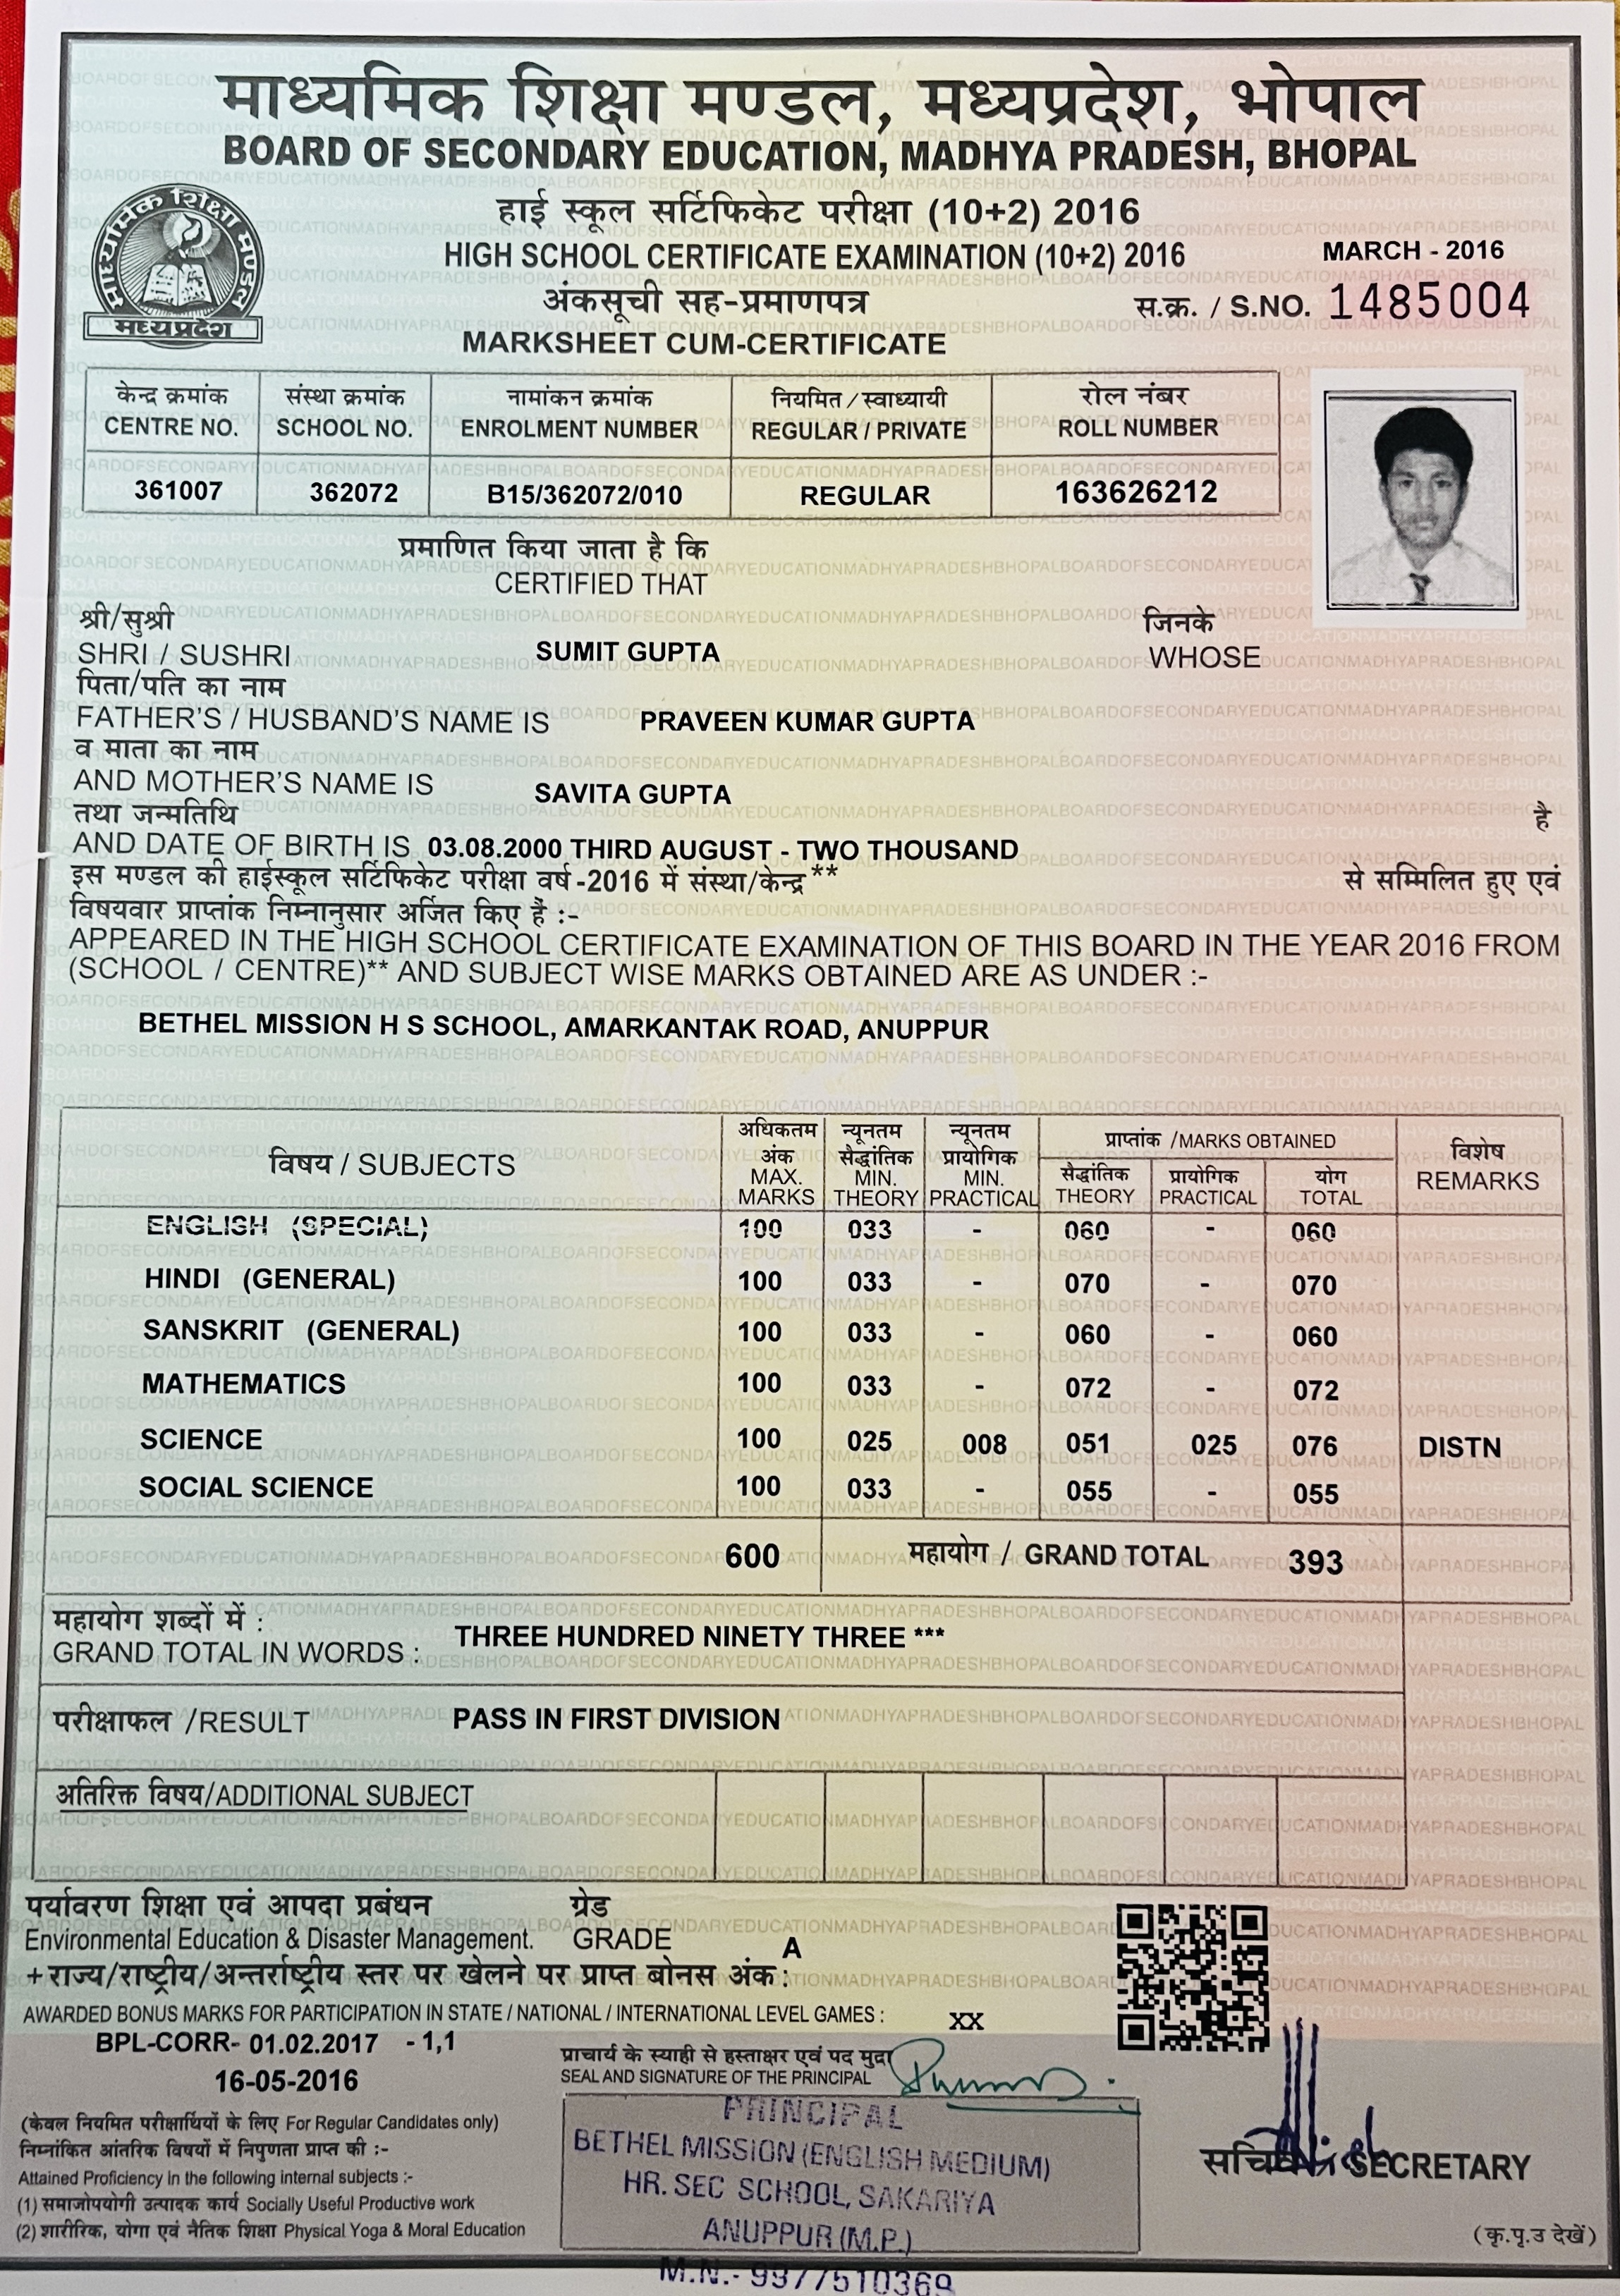 माध्यमिक शिक्षा मण्डल, मध्यप्रदेश, भोपाल
BOARD OF SECONDARY EDUCATION, MADHYA PRADESH, BHOPAL
माध्यमिक शिक्षा मण्डल
मध्यप्रदेश
हाई स्कूल सर्टिफिकेट परीक्षा (10+2) 2016
HIGH SCHOOL CERTIFICATE EXAMINATION (10+2) 2016 MARCH - 2016
अंकसूची सह-प्रमाणपत्र स.क्र. / S.NO. 1485004
MARKSHEET CUM-CERTIFICATE
केन्द्र क्रमांक संस्था क्रमांक नामांकन क्रमांक नियमित / स्वाध्यायी रोल नंबर
CENTRE NO. SCHOOL NO. ENROLMENT NUMBER REGULAR / PRIVATE ROLL NUMBER
361007 362072 B15/362072/010 REGULAR 163626212
प्रमाणित किया जाता है कि
CERTIFIED THAT
श्री/सुश्री जिनके
SHRI / SUSHRI SUMIT GUPTA WHOSE
पिता/पति का नाम
FATHER'S / HUSBAND'S NAME IS PRAVEEN KUMAR GUPTA
व माता का नाम
AND MOTHER'S NAME IS SAVITA GUPTA
तथा जन्मतिथि है
AND DATE OF BIRTH IS 03.08.2000 THIRD AUGUST - TWO THOUSAND
इस मण्डल की हाईस्कूल सर्टिफिकेट परीक्षा वर्ष-2016 में संस्था/केन्द्र** से सम्मिलित हुए एवं
विषयवार प्राप्तांक निम्नानुसार अर्जित किए हैं :-
APPEARED IN THE HIGH SCHOOL CERTIFICATE EXAMINATION OF THIS BOARD IN THE YEAR 2016 FROM
(SCHOOL / CENTRE)** AND SUBJECT WISE MARKS OBTAINED ARE AS UNDER :-
BETHEL MISSION H S SCHOOL, AMARKANTAK ROAD, ANUPPUR
विषय / SUBJECTS अधिकतम अंक MAX. MARKS न्यूनतम सैद्धांतिक MIN. THEORY न्यूनतम प्रायोगिक MIN. PRACTICAL प्राप्तांक /MARKS OBTAINED विशेष REMARKS
सैद्धांतिक THEORY प्रायोगिक PRACTICAL योग TOTAL
ENGLISH (SPECIAL) 100 033 - 060 - 060
HINDI (GENERAL) 100 033 - 070 - 070
SANSKRIT (GENERAL) 100 033 - 060 - 060
MATHEMATICS 100 033 - 072 - 072
SCIENCE 100 025 008 051 025 076 DISTN
SOCIAL SCIENCE 100 033 - 055 - 055
600 महायोग / GRAND TOTAL 393
महायोग शब्दों में :
GRAND TOTAL IN WORDS : THREE HUNDRED NINETY THREE ***
परीक्षाफल /RESULT PASS IN FIRST DIVISION
अतिरिक्त विषय/ADDITIONAL SUBJECT
पर्यावरण शिक्षा एवं आपदा प्रबंधन ग्रेड
Environmental Education & Disaster Management. GRADE A
+राज्य/राष्ट्रीय/अन्तर्राष्ट्रीय स्तर पर खेलने पर प्राप्त बोनस अंक:
AWARDED BONUS MARKS FOR PARTICIPATION IN STATE / NATIONAL / INTERNATIONAL LEVEL GAMES : XX
BPL-CORR- 01.02.2017 - 1,1
16-05-2016
प्राचार्य के स्याही से हस्ताक्षर एवं पद मुद्रा
SEAL AND SIGNATURE OF THE PRINCIPAL
(केवल नियमित परीक्षार्थियों के लिए For Regular Candidates only)
निम्नांकित आंतरिक विषयों में निपुणता प्राप्त की :-
Attained Proficiency in the following internal subjects :-
(1) समाजोपयोगी उत्पादक कार्य Socially Useful Productive work
(2) शारीरिक, योगा एवं नैतिक शिक्षा Physical Yoga & Moral Education
PRINCIPAL
BETHEL MISSION (ENGLISH MEDIUM)
HR. SEC SCHOOL, SAKARIYA
ANUPPUR (M.P.)
M.N.- 9977510369
सचिव SECRETARY
(कृ.पृ.उ देखें)